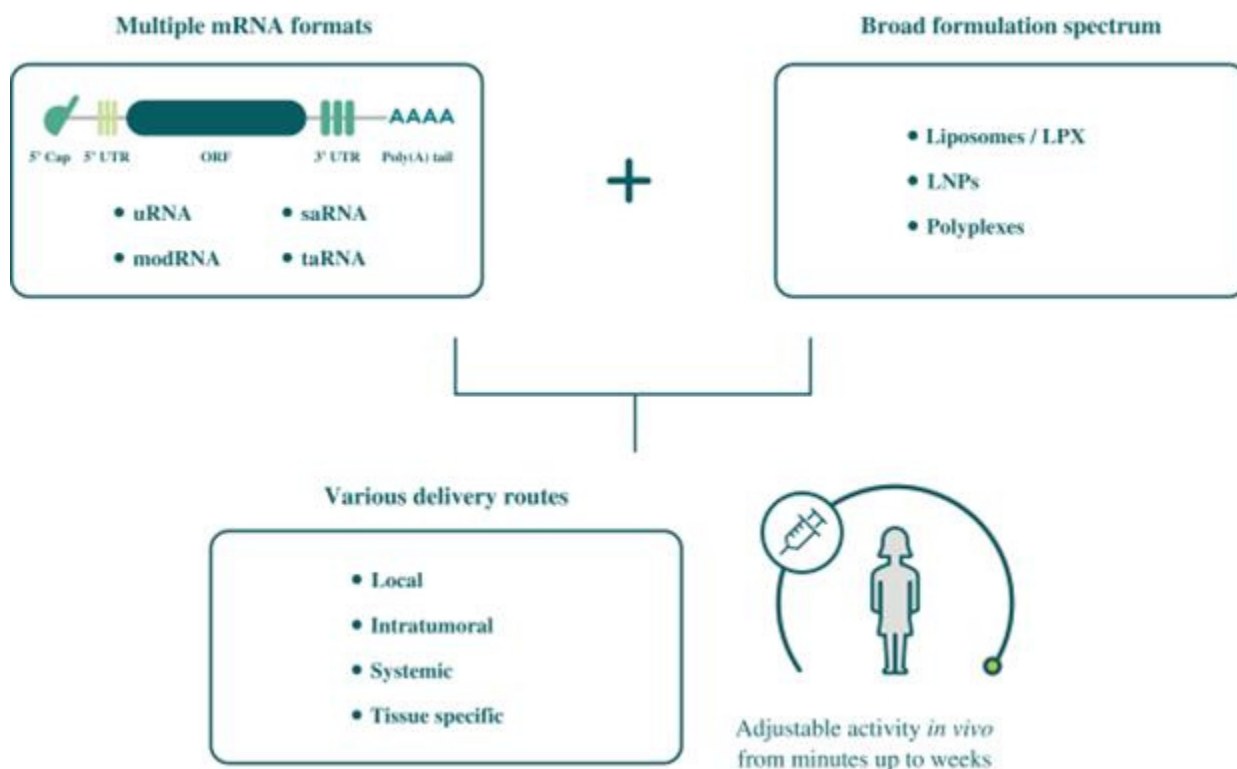 Multiple mRNA formats
AAAA
5' Cap 5' UTR ORF 3' UTR Poly(A) tail
• uRNA • saRNA
• modRNA • taRNA
+
Broad formulation spectrum
• Liposomes / LPX
• LNPs
• Polyplexes
Various delivery routes
• Local
• Intratumoral
• Systemic
• Tissue specific
Adjustable activity in vivo
from minutes up to weeks